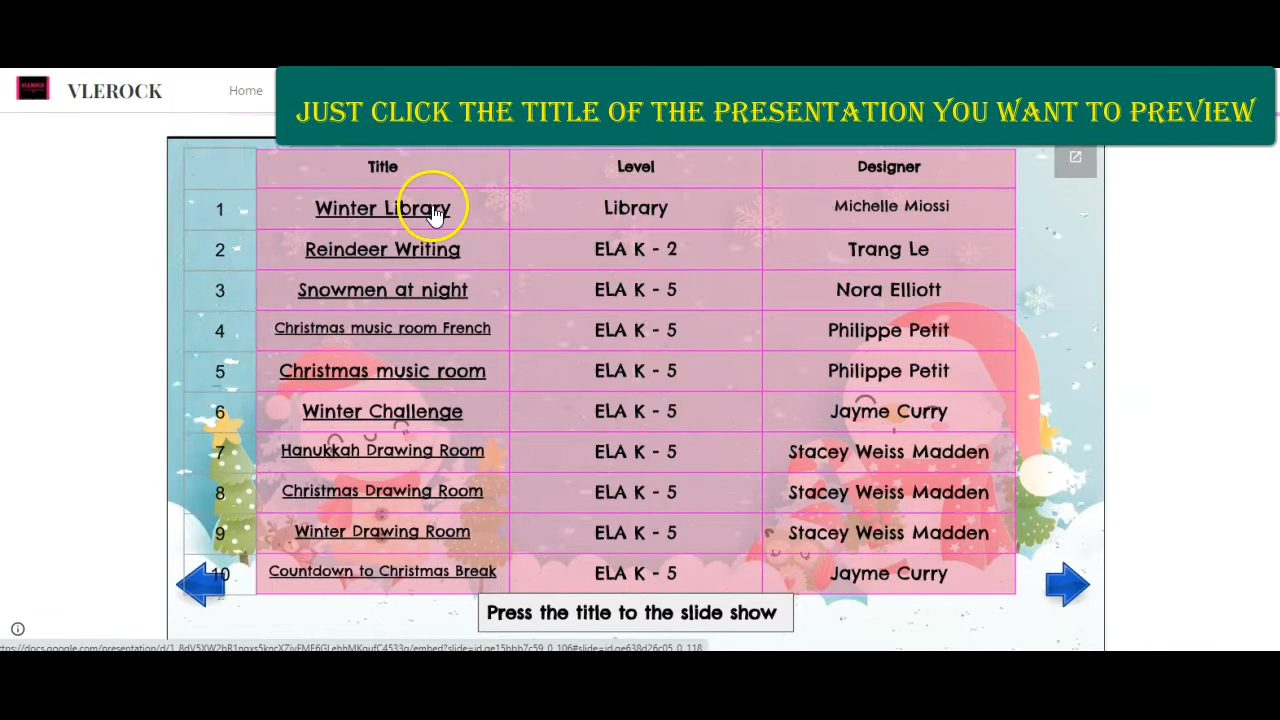 VLEROCK
Home
JUST CLICK THE TITLE OF THE PRESENTATION YOU WANT TO PREVIEW
Title Level Designer
1 Winter Library Library Michelle Miossi
2 Reindeer Writing ELA K - 2 Trang Le
3 Snowmen at night ELA K - 5 Nora Elliott
4 Christmas music room French ELA K - 5 Philippe Petit
5 Christmas music room ELA K - 5 Philippe Petit
6 Winter Challenge ELA K - 5 Jayme Curry
7 Hanukkah Drawing Room ELA K - 5 Stacey Weiss Madden
8 Christmas Drawing Room ELA K - 5 Stacey Weiss Madden
9 Winter Drawing Room ELA K - 5 Stacey Weiss Madden
10 Countdown to Christmas Break ELA K - 5 Jayme Curry
Press the title to the slide show